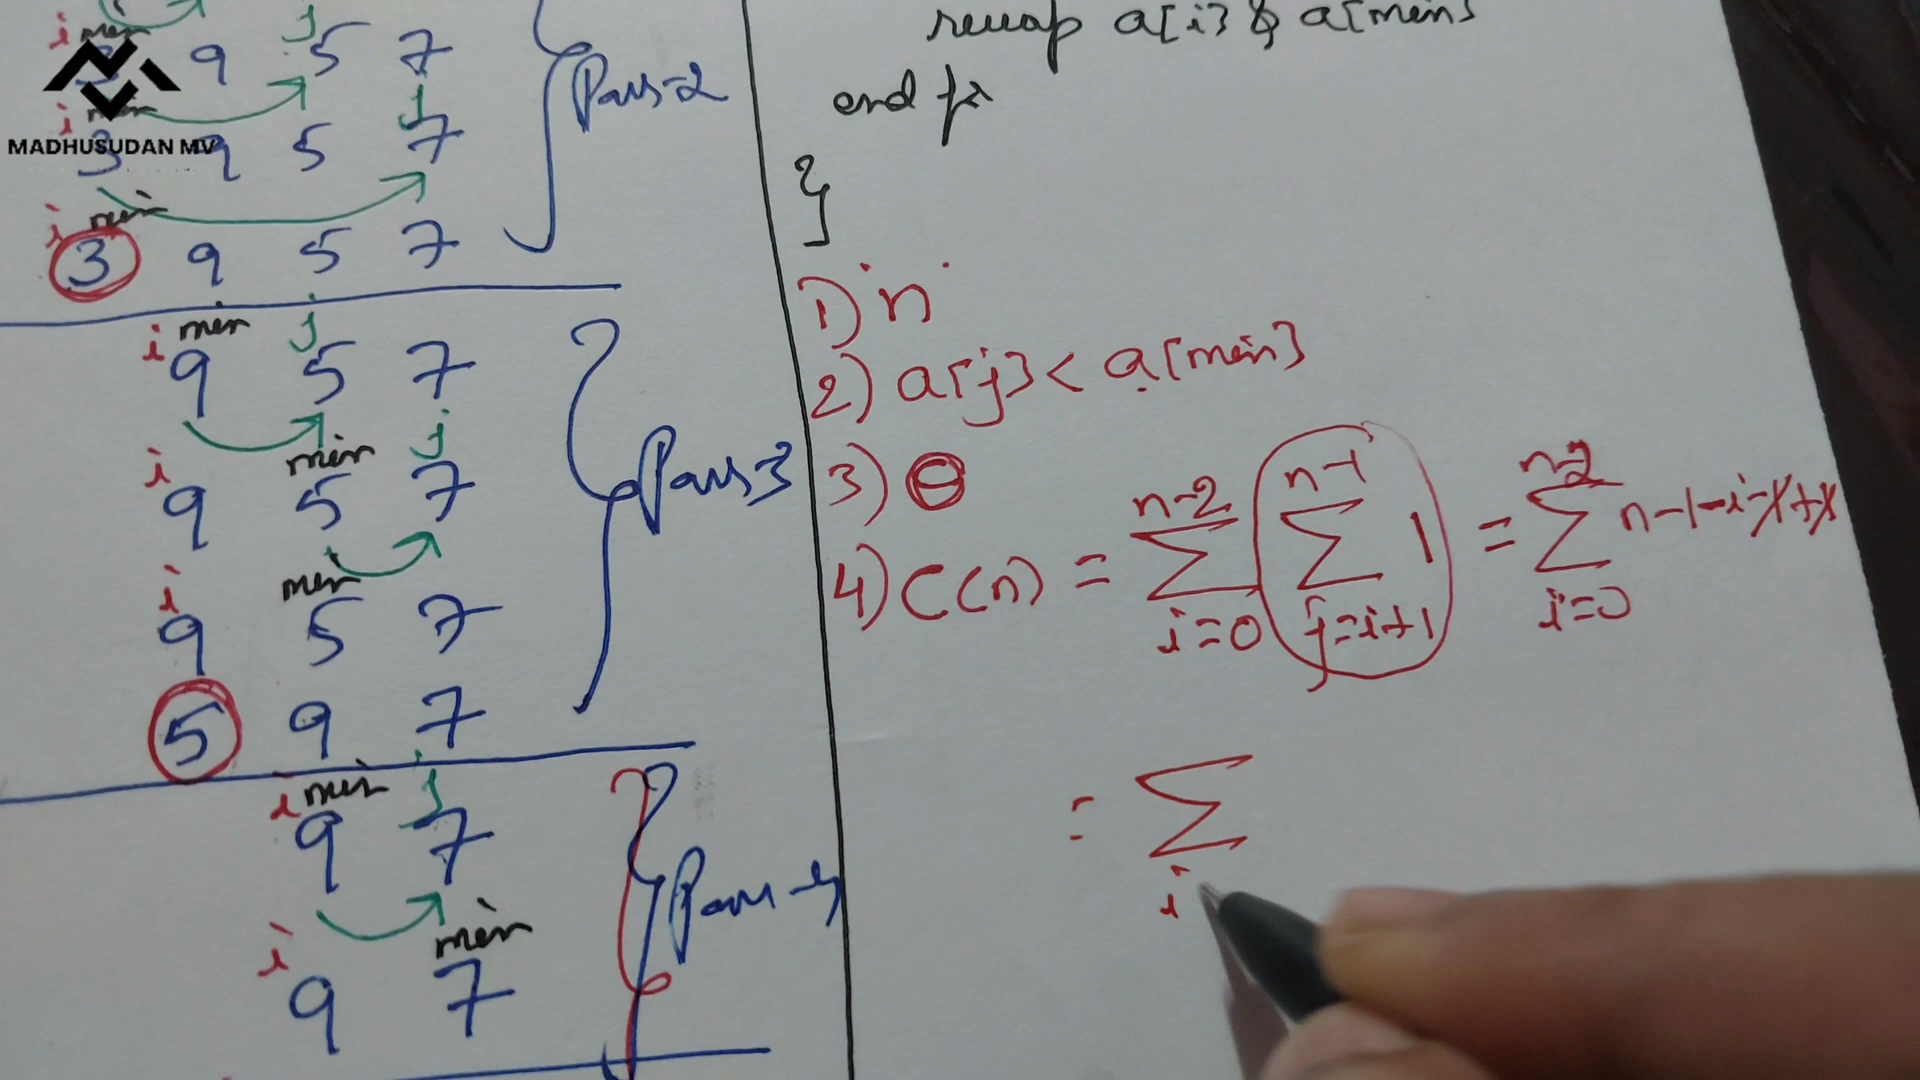 i min j
9 5 7
Pass-2
i min j
MADHUSUDAN MV
3 9 5 7
i min
3 9 5 7
i min j
9 5 7
i min j
9 5 7
Pass-3
i min
9 5 7
5 9 7
i min j
9 7
Pass-4
i min
9 7
swap a[i] & a[min]
end for
}
1) n
2) a[j] < a[min]
3) Θ
4) C(n) = n-2 Σ i=0 n-1 Σ j=i+1 1 = n-2 Σ i=0 n-1-i-1+1
= Σ i